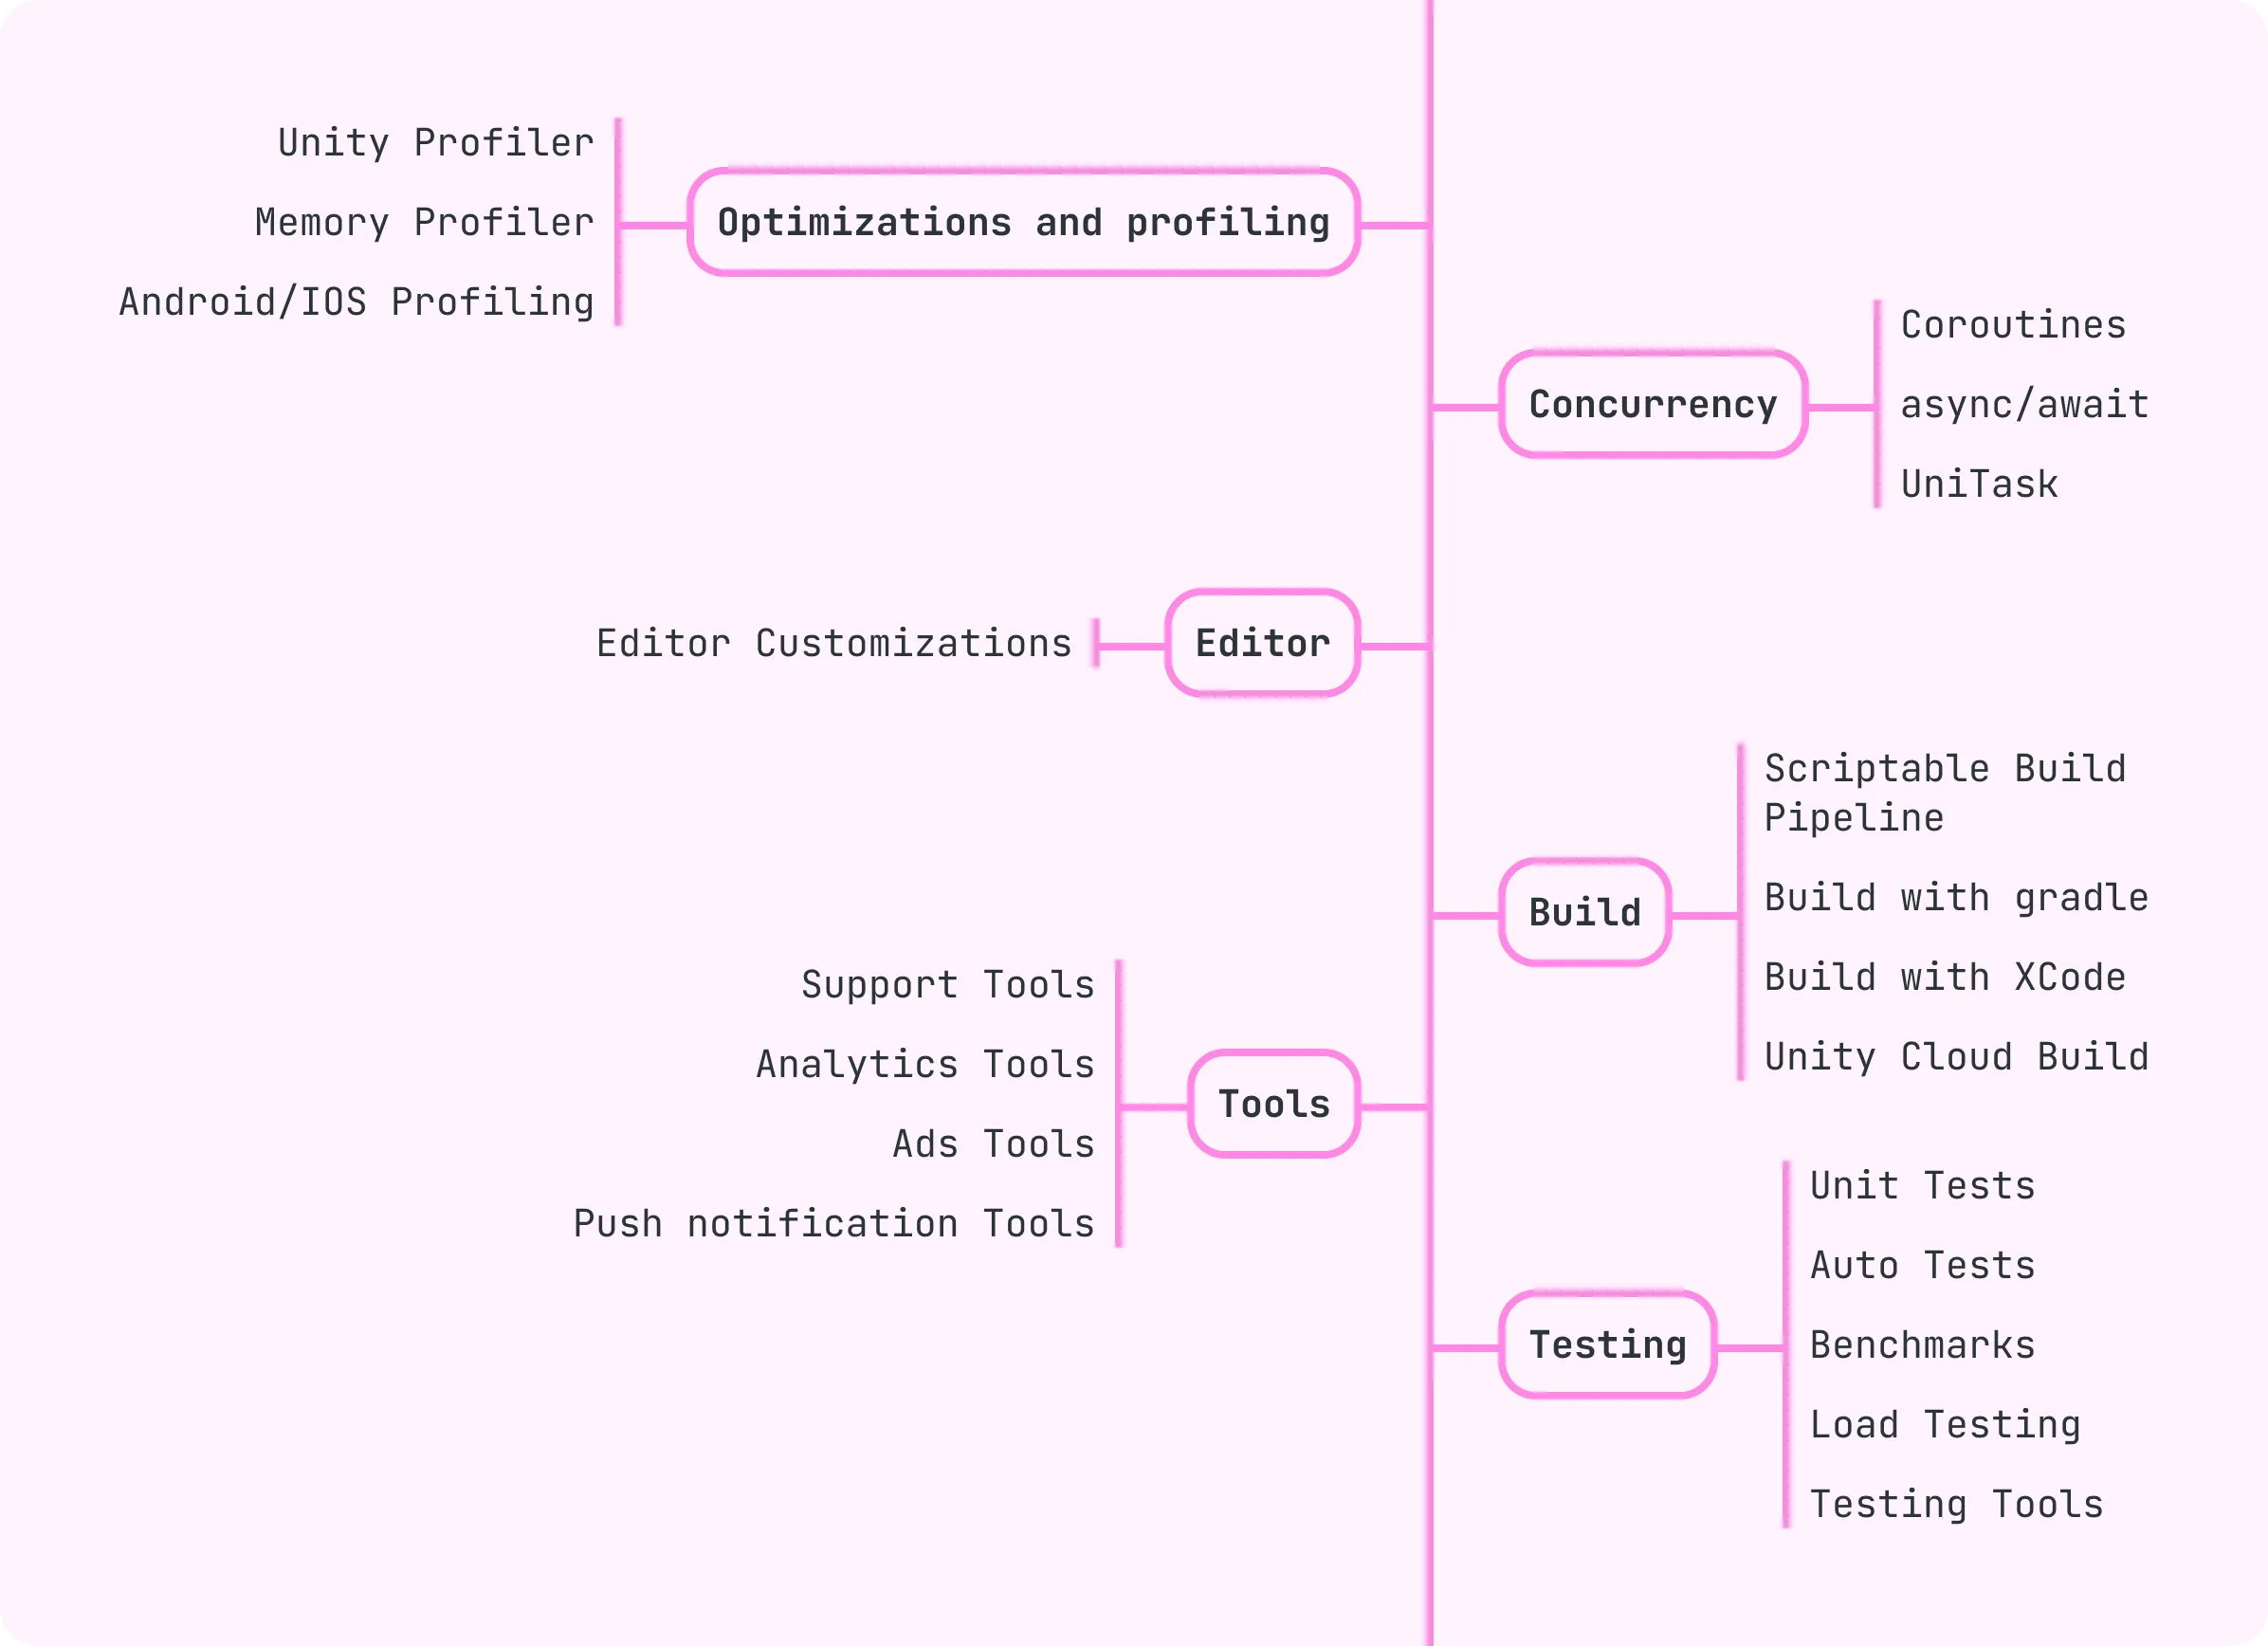 Unity Profiler
Memory Profiler
Android/IOS Profiling
Optimizations and profiling
Concurrency
Coroutines
async/await
UniTask
Editor Customizations
Editor
Build
Scriptable Build
Pipeline
Build with gradle
Build with XCode
Unity Cloud Build
Support Tools
Analytics Tools
Ads Tools
Push notification Tools
Tools
Testing
Unit Tests
Auto Tests
Benchmarks
Load Testing
Testing Tools